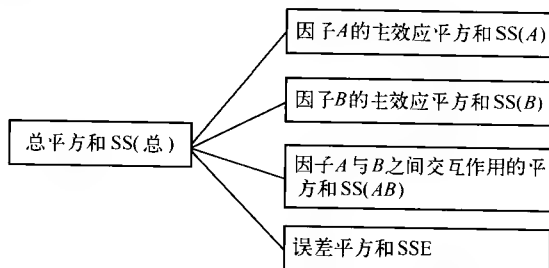 因子A的主效应平方和SS(A)
因子B的主效应平方和SS(B)
总平方和SS(总)
因子A与B之间交互作用的平
方和SS(AB)
误差平方和SSE